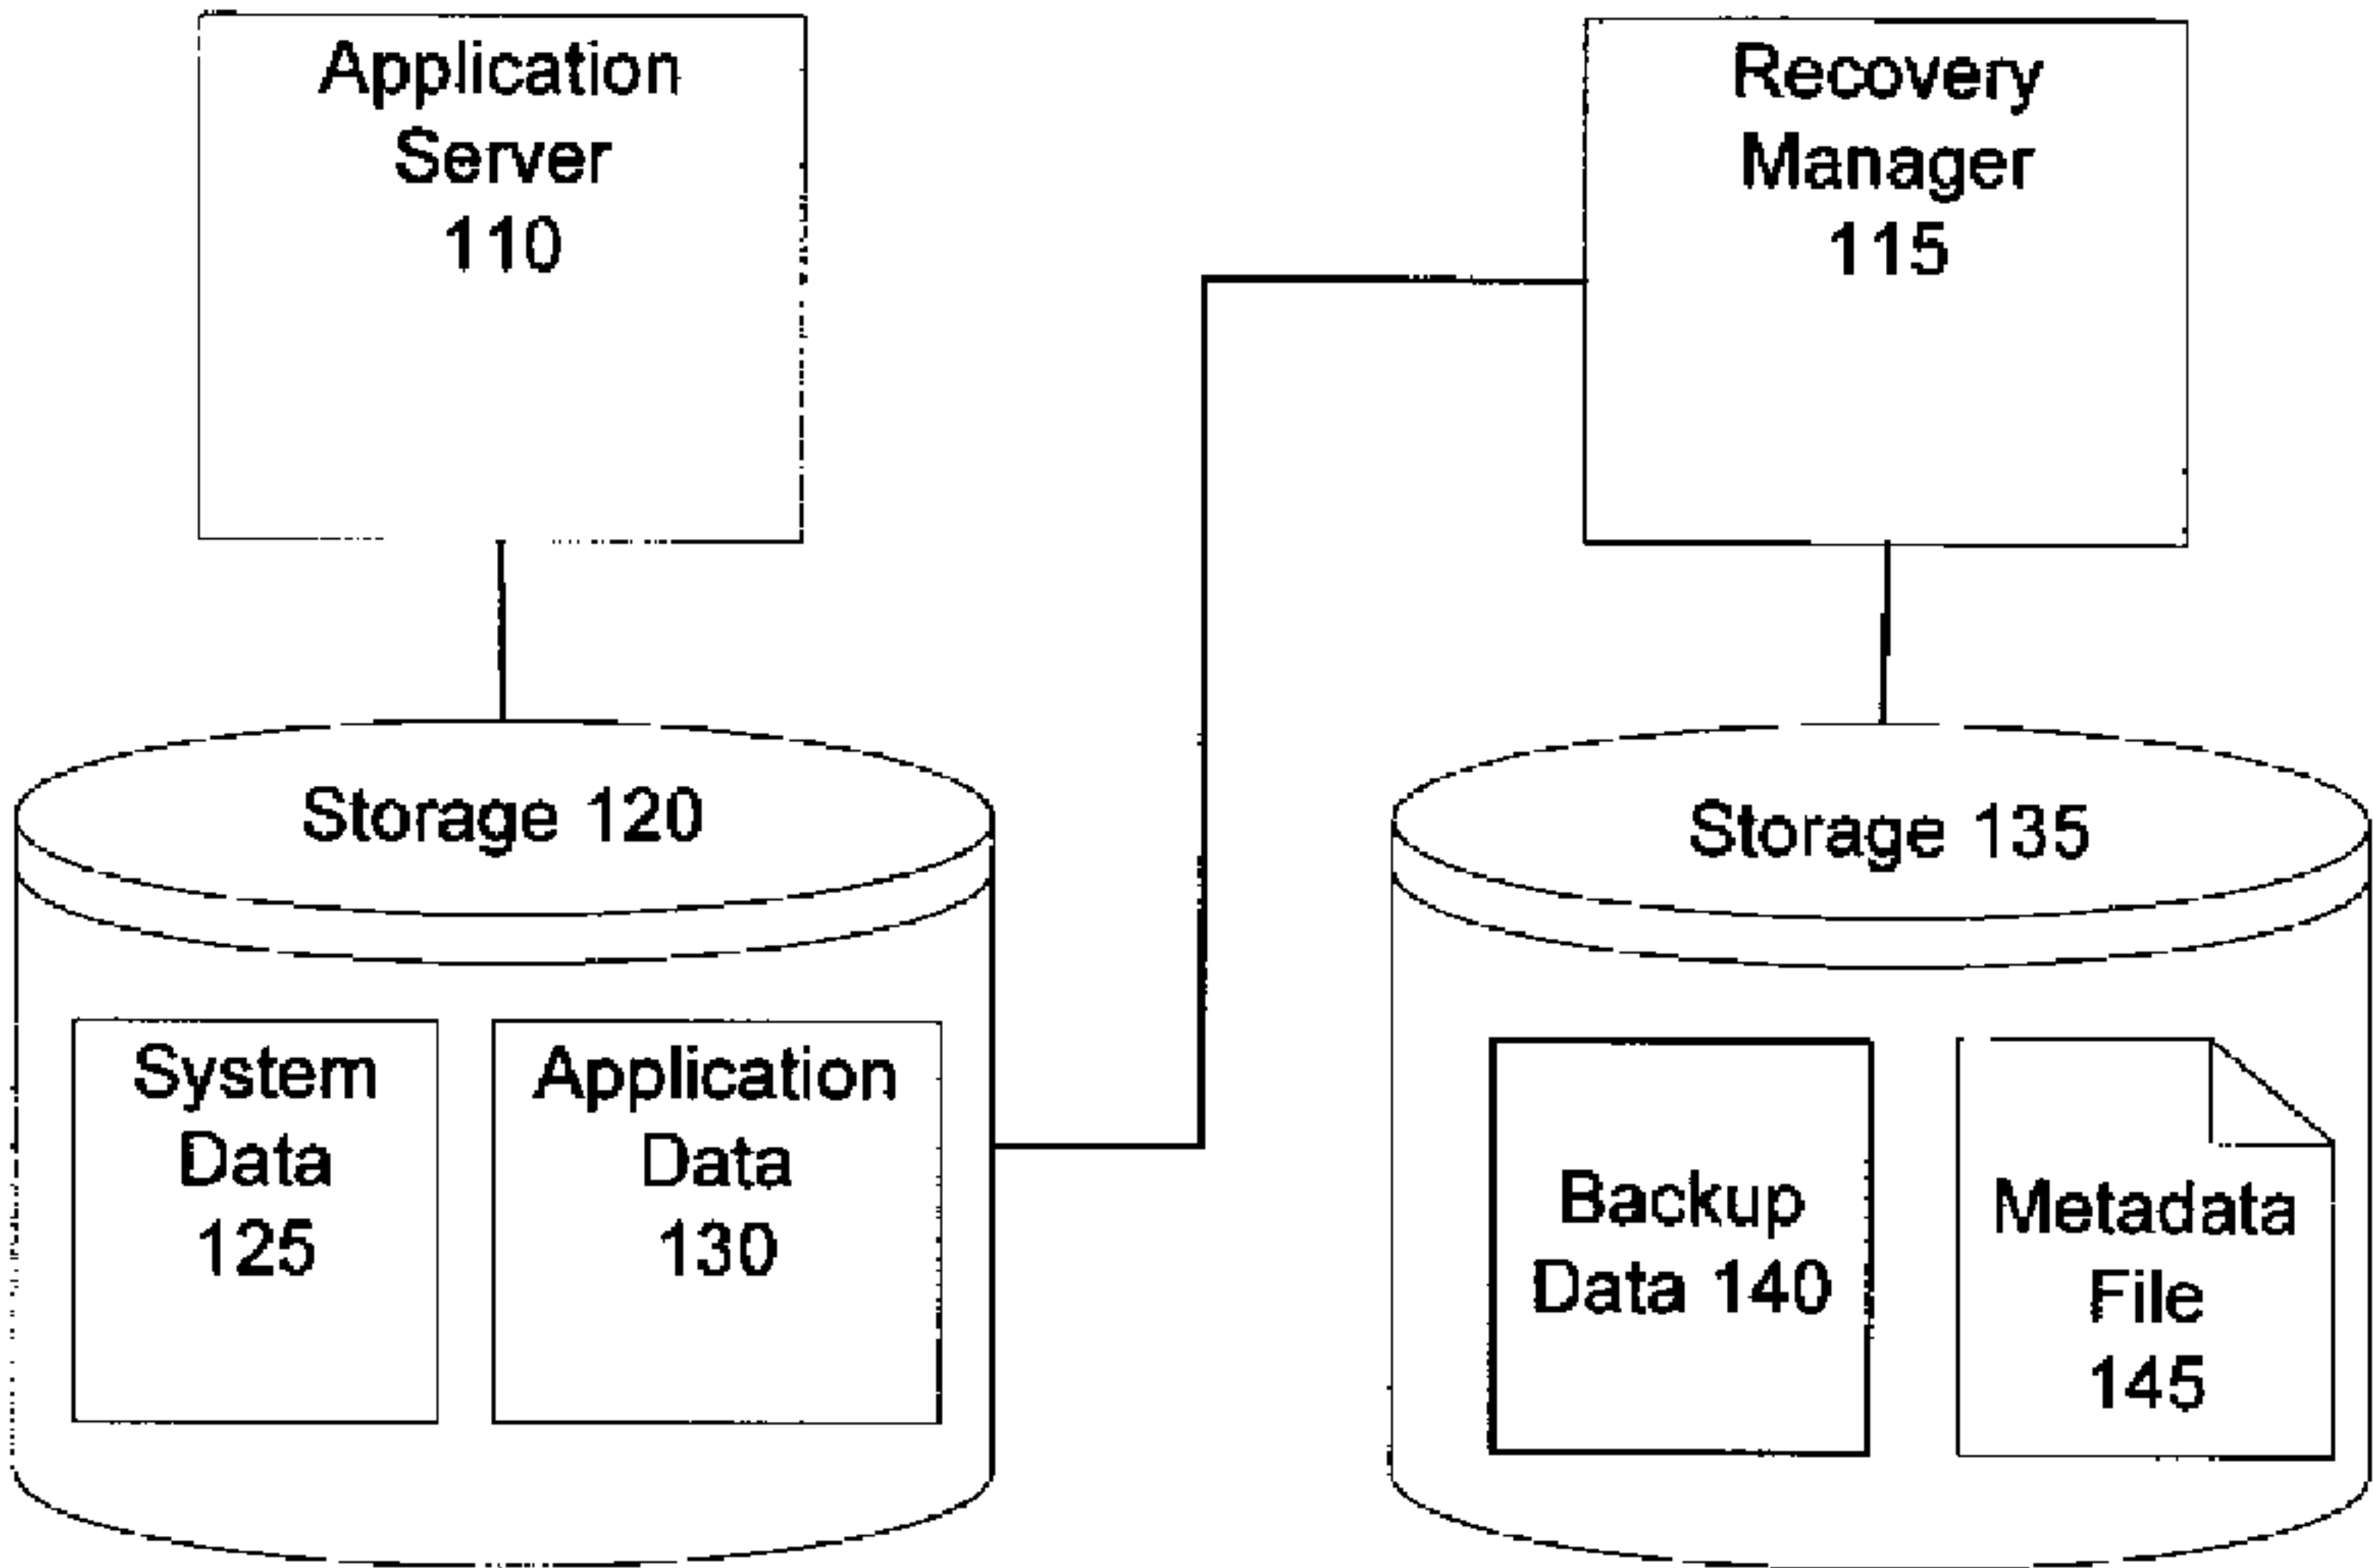 Application
Server
110
Recovery
Manager
115
Storage 120
System
Data
125
Application
Data
130
Storage 135
Backup
Data 140
Metadata
File
145